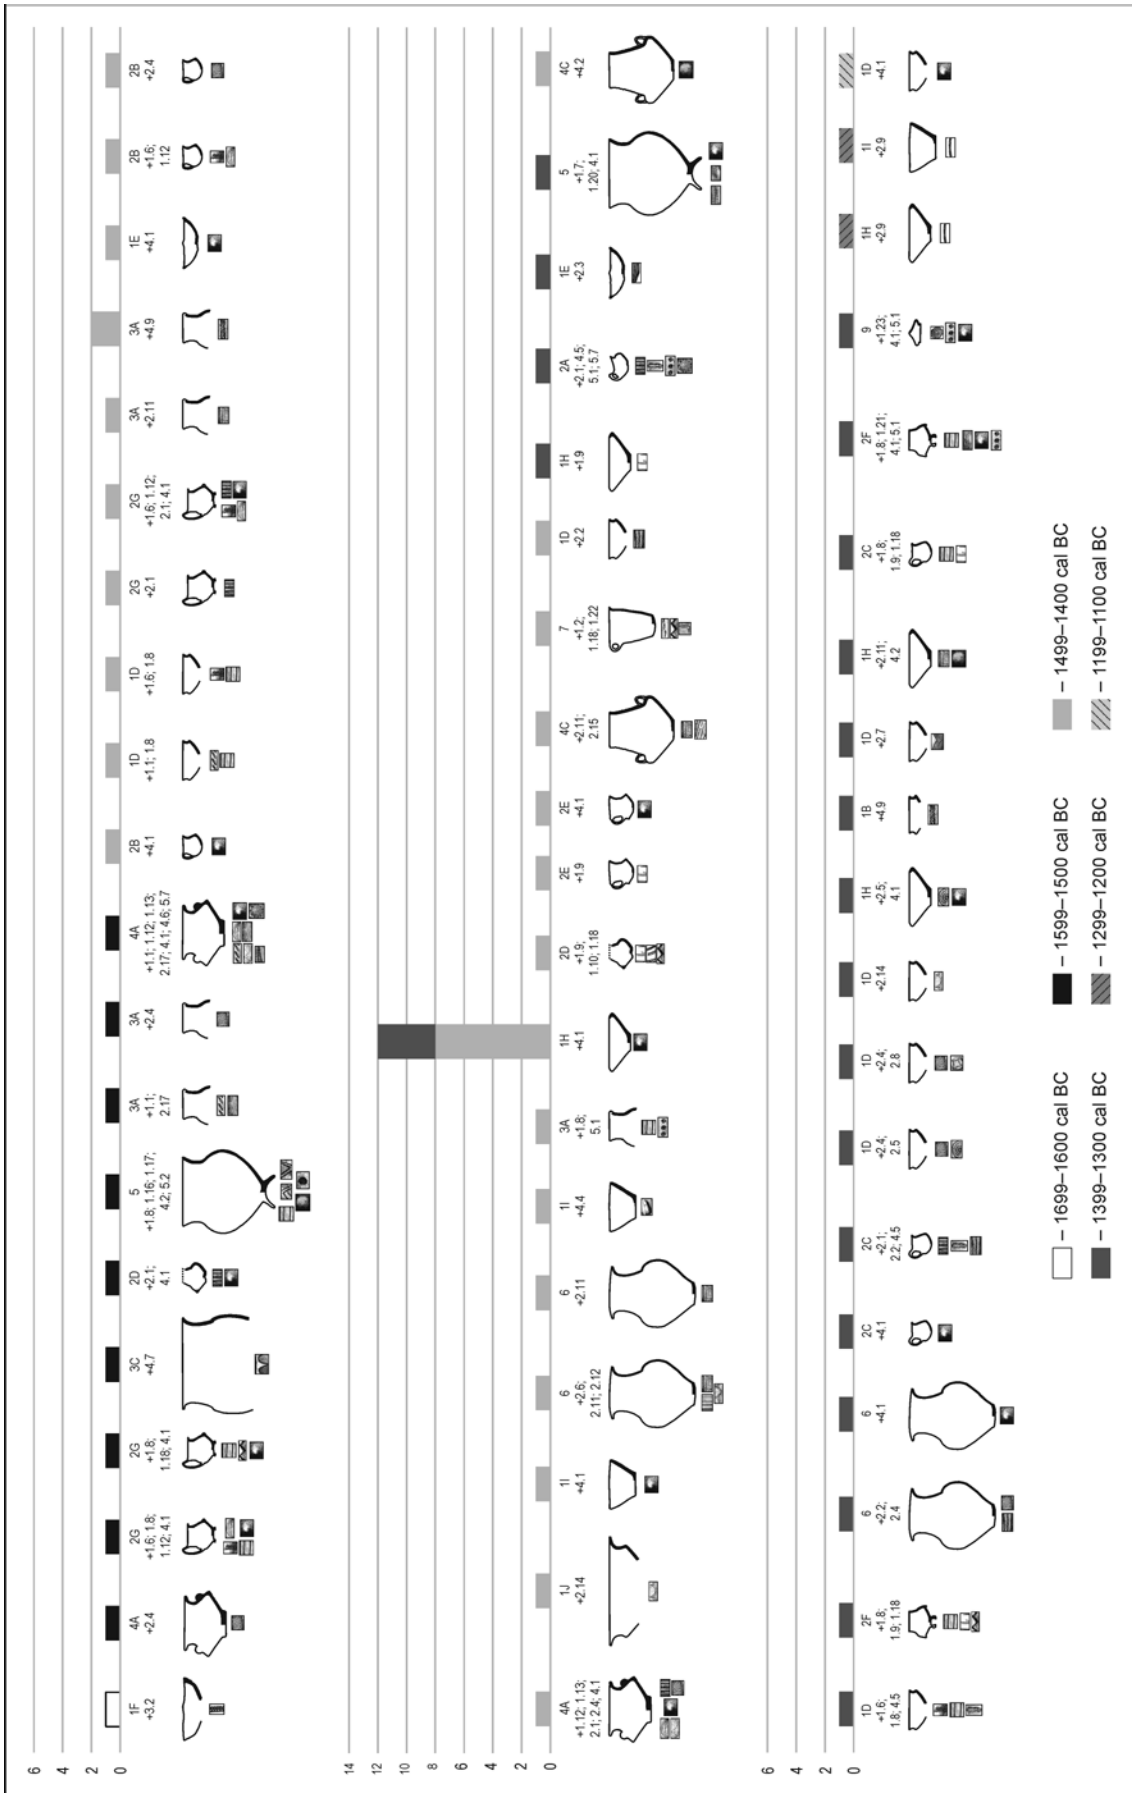 6
4
2
0
1F
+3.2
4A
+2.4
2G
+1.6; 1.8;
1.12; 4.1
2G
+1.8;
1.18; 4.1
3C
+4.7
2D
+2.1;
4.1
5
+1.8; 1.16; 1.17;
4.2; 5.2
3A
+1.1;
2.17
3A
+2.4
4A
+1.1; 1.12; 1.13;
2.17; 4.1; 4.6; 5.7
2B
+4.1
1D
+1.1; 1.8
1D
+1.6; 1.8
2G
+2.1
2G
+1.6; 1.12;
2.1; 4.1
3A
+2.11
3A
+4.9
1E
+4.1
2B
+1.6;
1.12
2B
+2.4
14
12
10
8
6
4
2
0
4A
+1.12; 1.13;
2.1; 2.4; 4.1
1J
+2.14
1I
+4.1
6
+2.6;
2.11; 2.12
6
+2.11
1I
+4.4
3A
+1.8;
5.1
1H
+4.1
2D
+1.9;
1.10; 1.18
2E
+1.9
2E
+4.1
4C
+2.11;
2.15
7
+1.2;
1.18; 1.22
1D
+2.2
1H
+1.9
2A
+2.1; 4.5;
5.1; 5.7
1E
+2.3
5
+1.7;
1.20; 4.1
4C
+4.2
6
4
2
0
1D
+1.6;
1.8; 4.5
2F
+1.8;
1.9; 1.18
6
+2.2;
2.4
6
+4.1
2C
+4.1
2C
+2.1;
2.2; 4.5
1D
+2.4;
2.5
1D
+2.4;
2.8
1D
+2.14
1H
+2.5;
4.1
1B
+4.9
1D
+2.7
1H
+2.11;
4.2
2C
+1.8;
1.9; 1.18
2F
+1.8; 1.21;
4.1; 5.1
9
+1.23;
4.1; 5.1
1H
+2.9
1I
+2.9
1D
+4.1
– 1699–1600 cal BC
– 1599–1500 cal BC
– 1499–1400 cal BC
– 1399–1300 cal BC
– 1299–1200 cal BC
– 1199–1100 cal BC